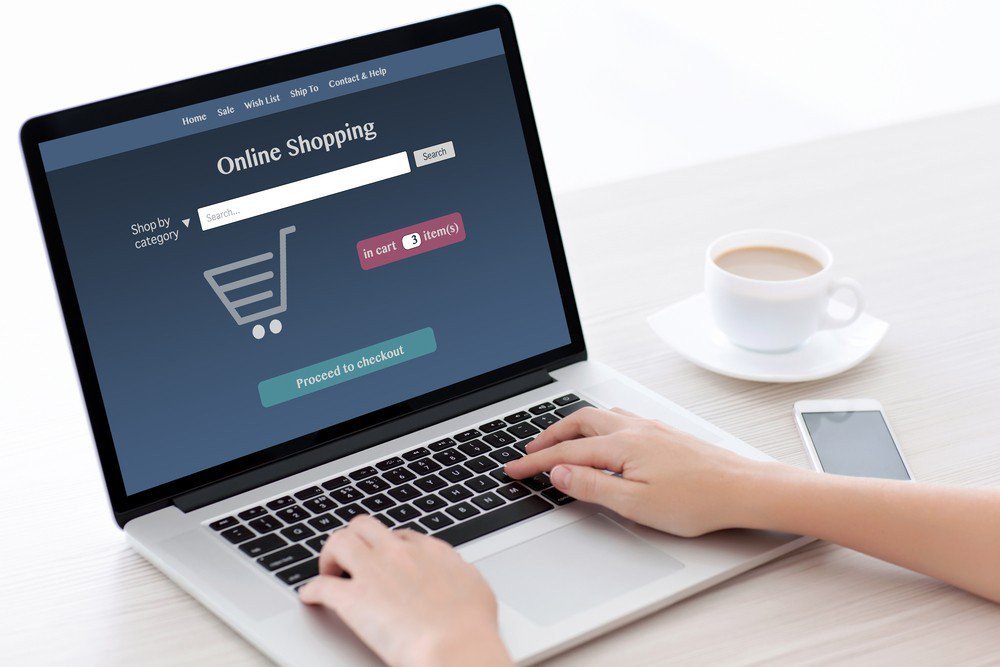 Home Sale Wish List Ship To Contact & Help
Online Shopping
Shop by
category
Search...
Search
in cart 3 item(s)
Proceed to checkout